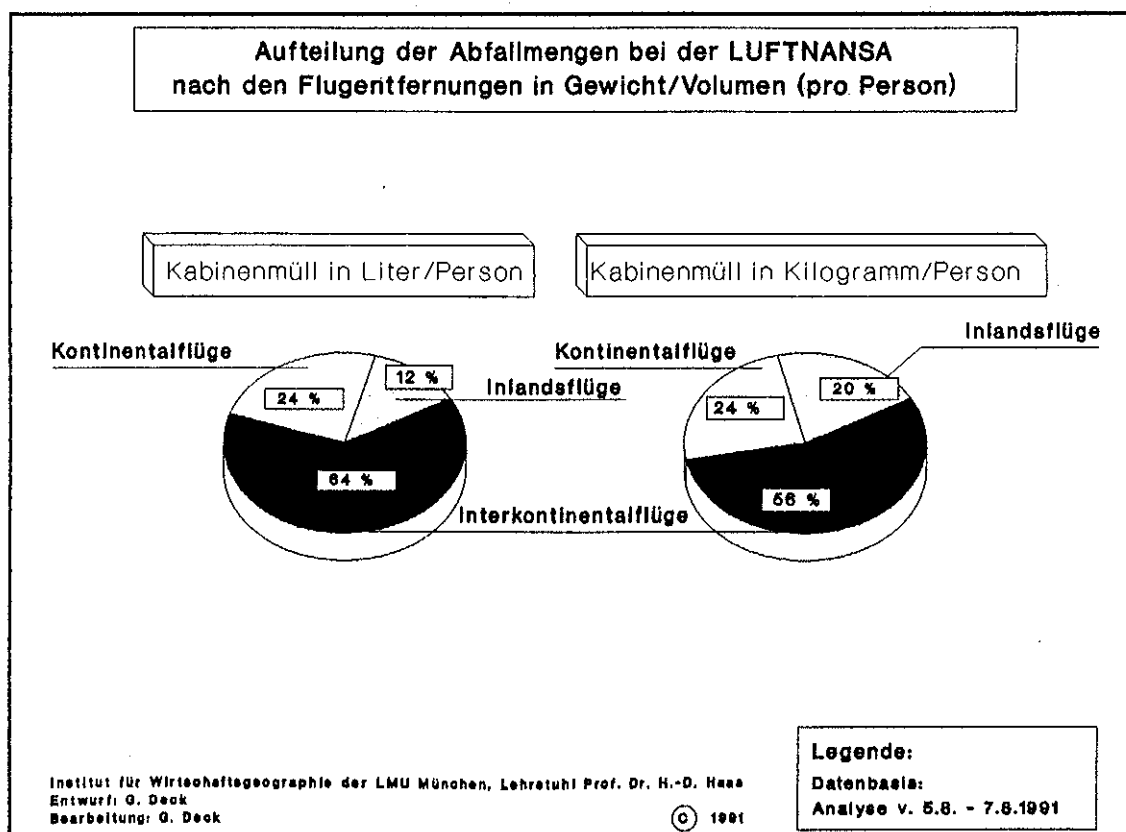 Aufteilung der Abfallmengen bei der LUFTNANSA
nach den Flugentfernungen in Gewicht/Volumen (pro Person)
Kabinenmüll in Liter/Person
Kontinentalflüge
12 %
24 %
Inlandsflüge
64 %
Kabinenmüll in Kilogramm/Person
Inlandsflüge
Kontinentalflüge
20 %
24 %
56 %
Interkontinentalflüge
Institut für Wirtschaftsgeographie der LMU München, Lehrstuhl Prof. Dr. H.-D. Haas
Entwurf: G. Deck
Bearbeitung: G. Deck
© 1991
Legende:
Datenbasis:
Analyse v. 5.8. - 7.8.1991